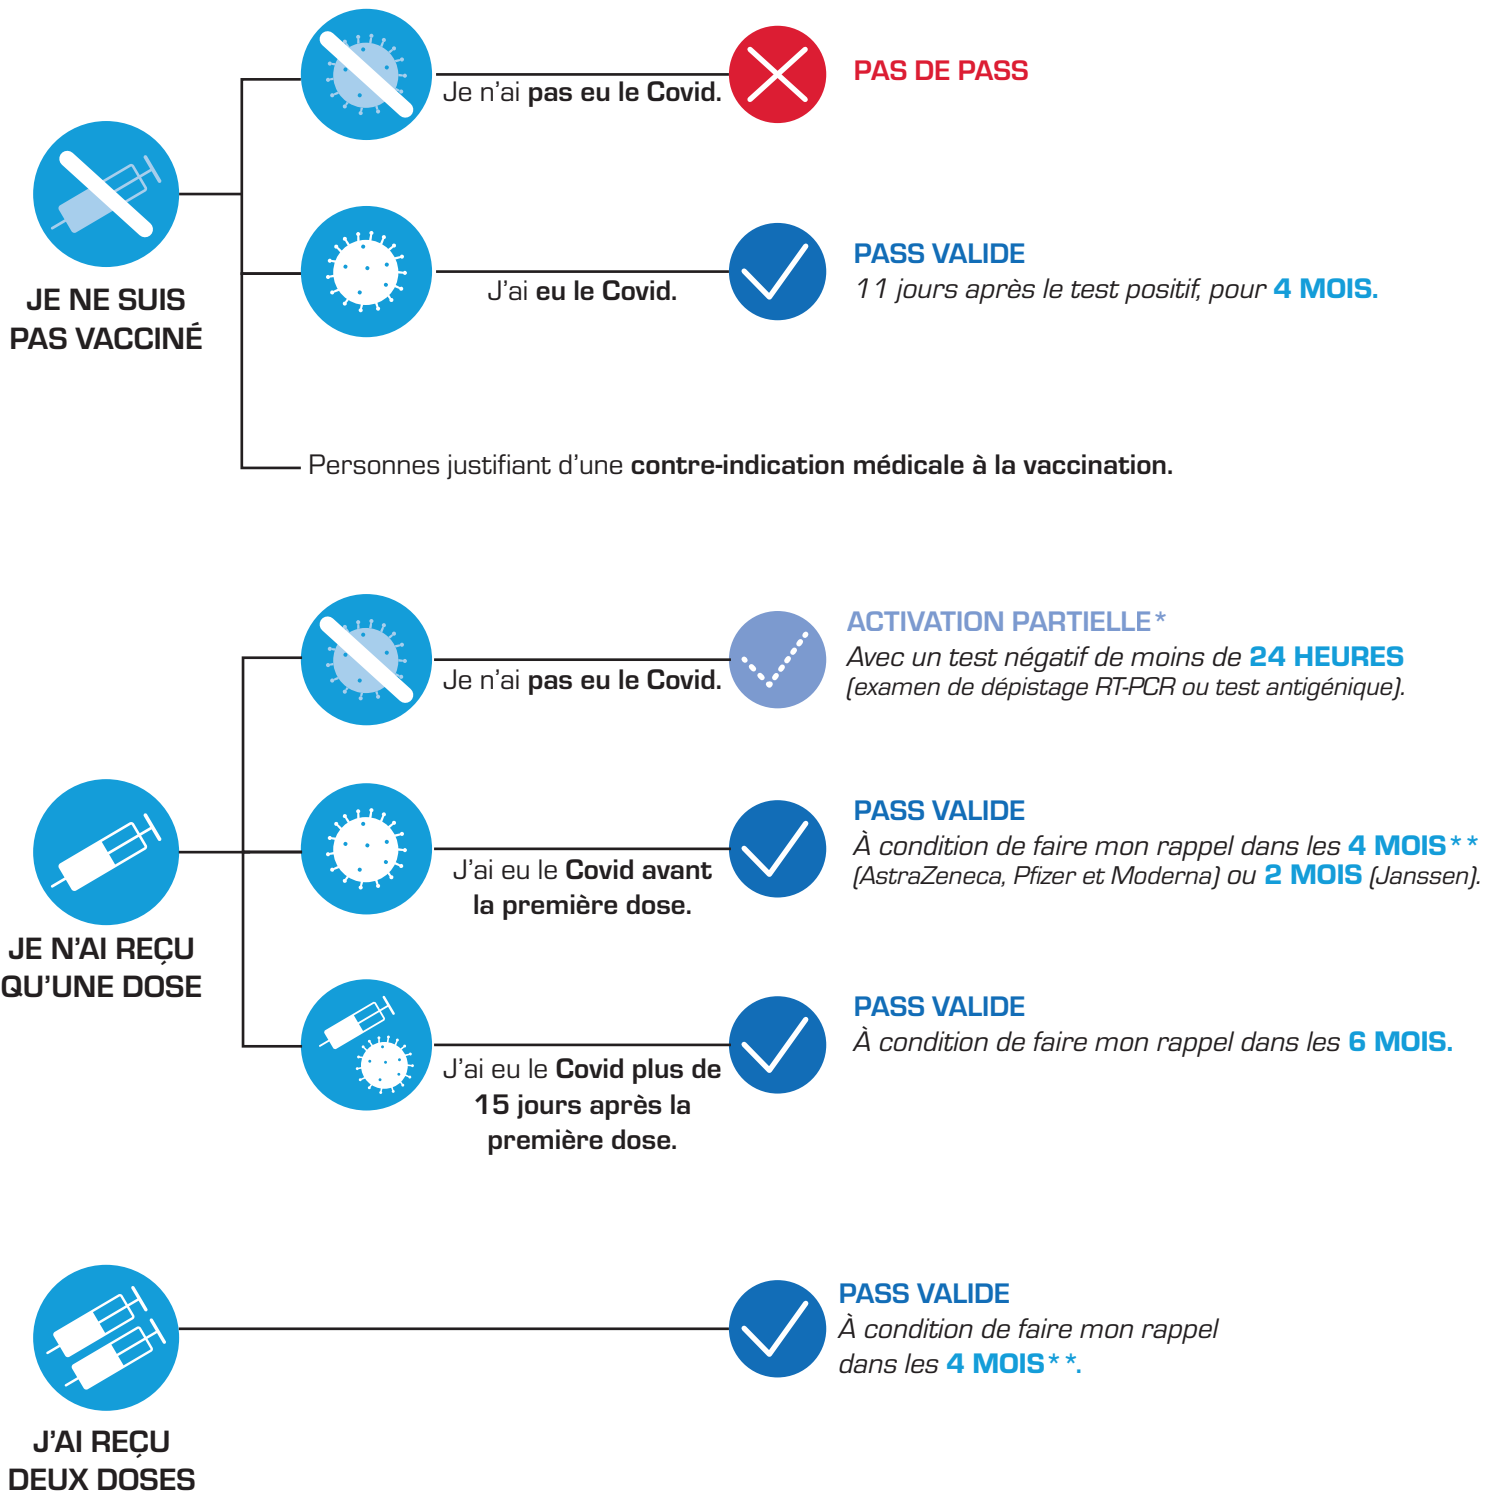 Je n'ai pas eu le Covid.
PAS DE PASS
JE NE SUIS
PAS VACCINÉ
J'ai eu le Covid.
PASS VALIDE
11 jours après le test positif, pour 4 MOIS.
Personnes justifiant d'une contre-indication médicale à la vaccination.
Je n'ai pas eu le Covid.
ACTIVATION PARTIELLE*
Avec un test négatif de moins de 24 HEURES
(examen de dépistage RT-PCR ou test antigénique).
JE N'AI REÇU
QU'UNE DOSE
J'ai eu le Covid avant
la première dose.
PASS VALIDE
À condition de faire mon rappel dans les 4 MOIS**
(AstraZeneca, Pfizer et Moderna) ou 2 MOIS (Janssen).
J'ai eu le Covid plus de
15 jours après la
première dose.
PASS VALIDE
À condition de faire mon rappel dans les 6 MOIS.
J'AI REÇU
DEUX DOSES
PASS VALIDE
À condition de faire mon rappel
dans les 4 MOIS**.